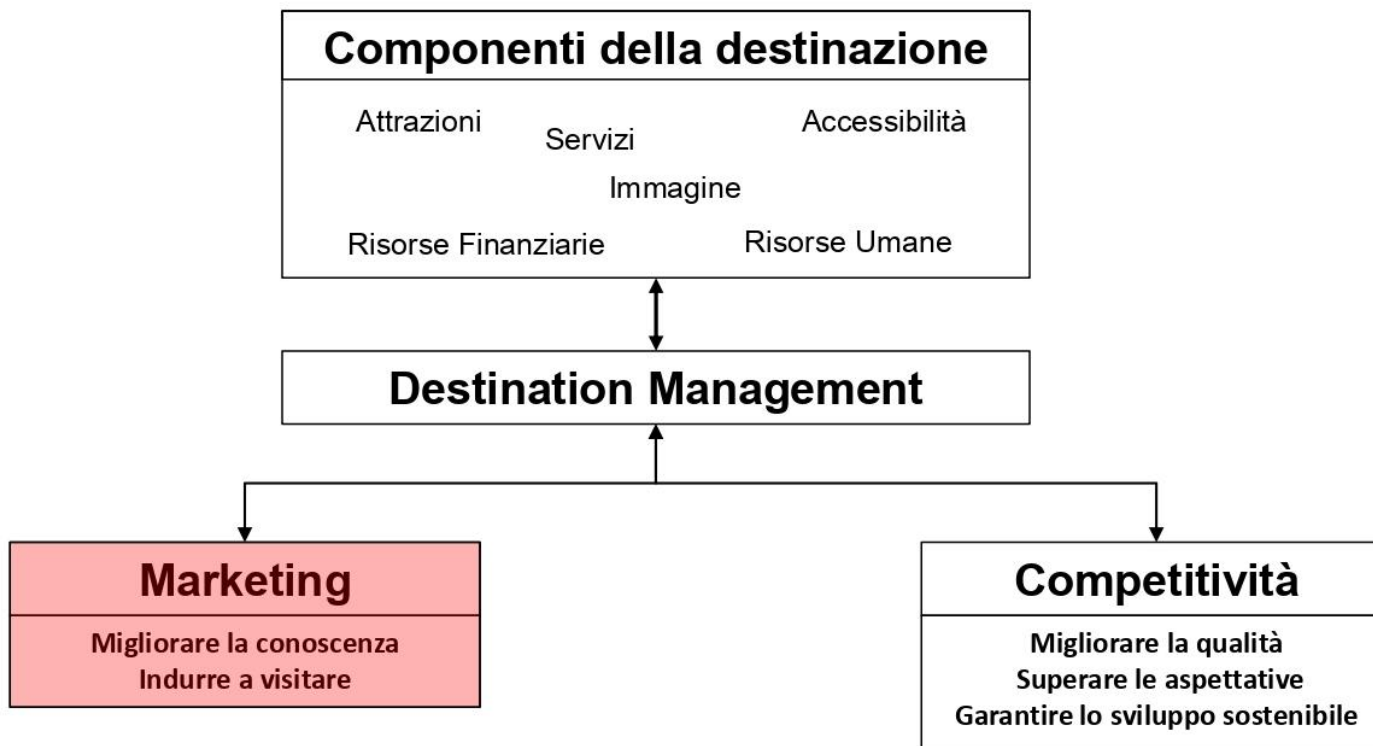 Componenti della destinazione
Attrazioni
Servizi
Accessibilità
Immagine
Risorse Finanziarie
Risorse Umane
Destination Management
Marketing
Migliorare la conoscenza
Indurre a visitare
Competitività
Migliorare la qualità
Superare le aspettative
Garantire lo sviluppo sostenibile